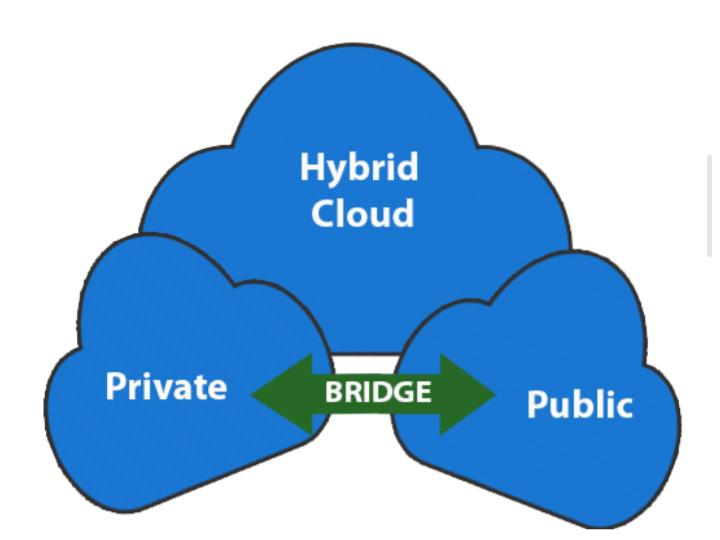 Hybrid
Cloud
Private
BRIDGE
Public